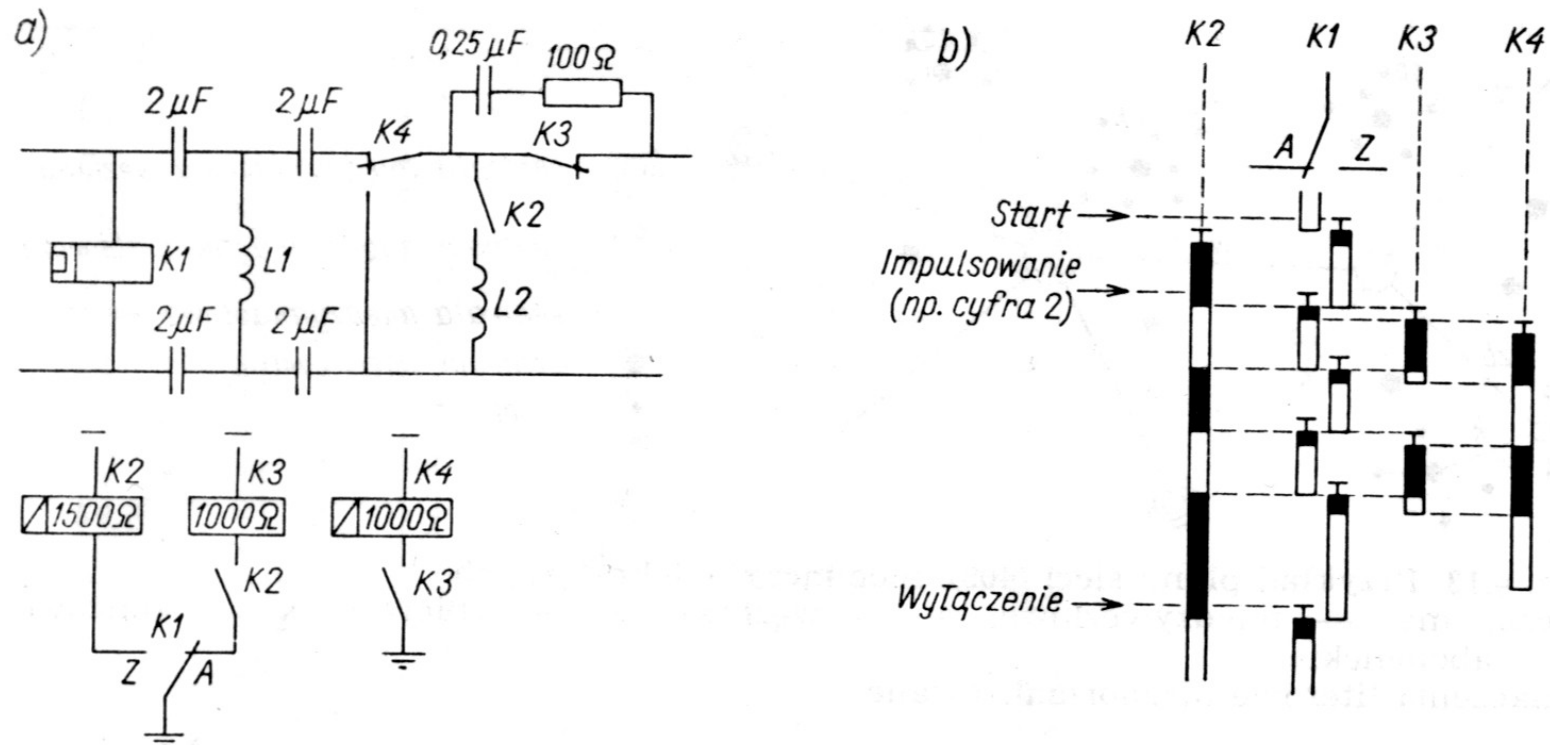 a)
0,25 μF
100Ω
2 μF
2 μF
K4
K3
K2
K1
L1
L2
2 μF
2 μF
K2
K3
K4
1500Ω
1000Ω
1000Ω
K2
K3
K1
Z
A
b)
K2
K1
K3
K4
A
Z
Start
Impulsowanie
(np. cyfra 2)
Wyłączenie